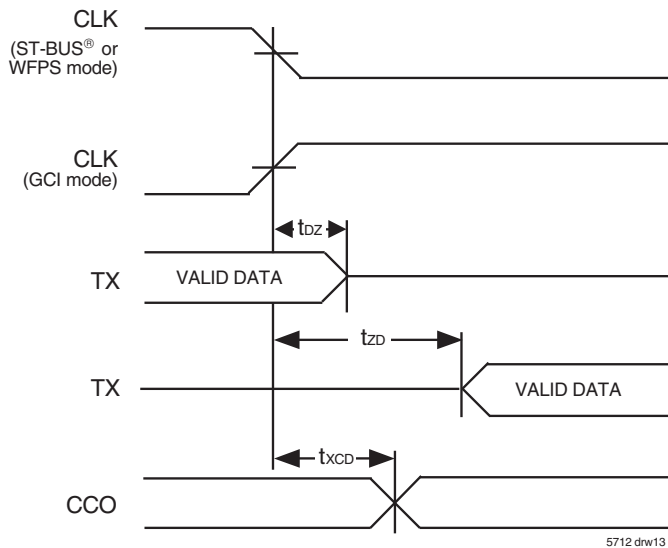 CLK
(ST-BUS® or
WFPS mode)
CLK
(GCI mode)
tDZ
TX
VALID DATA
tZD
TX
VALID DATA
tXCD
CCO
5712 drw13